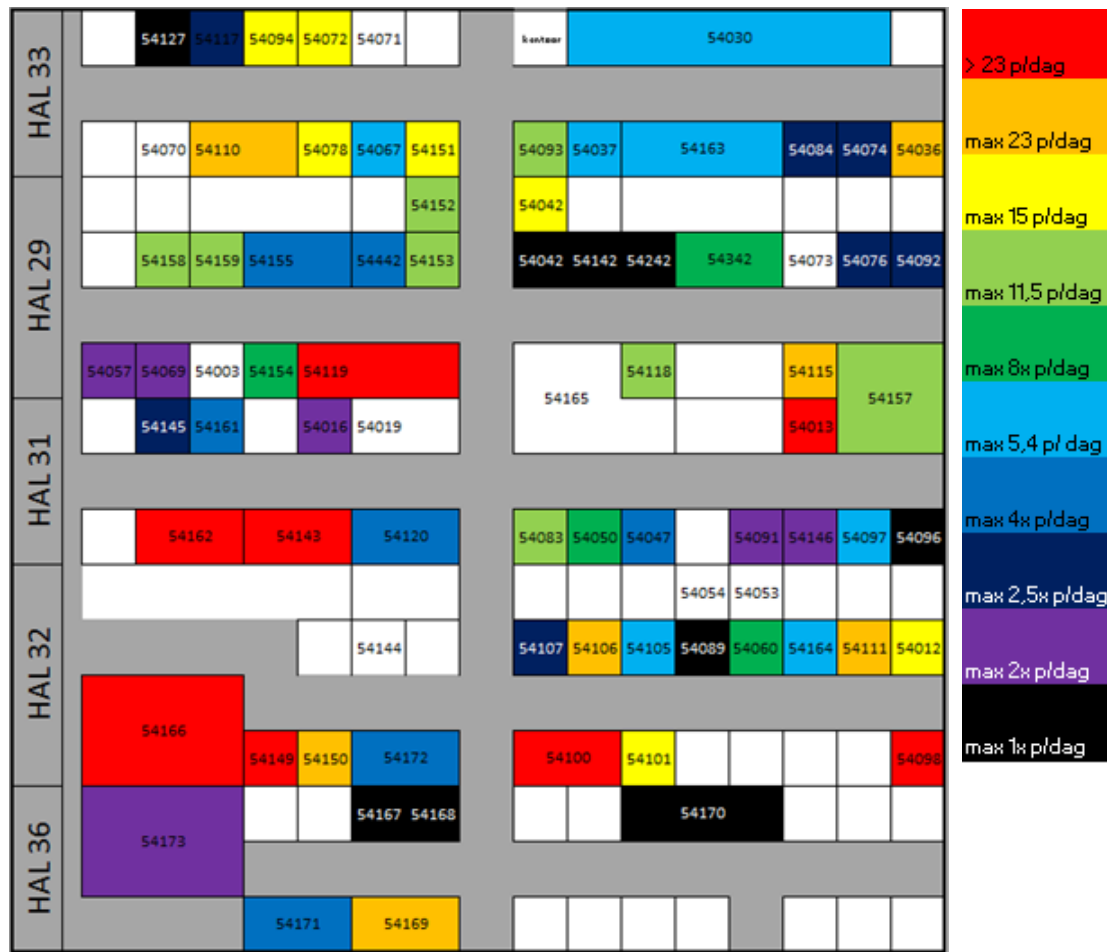 HAL 33
54127 54117 54094 54072 54071 kantoor 54030
54070 54110 54078 54067 54151 54093 54037 54163 54084 54074 54036
HAL 29
54152 54042
54158 54159 54155 54442 54153 54042 54142 54242 54342 54073 54076 54092
54057 54069 54003 54154 54119 54165 54118 54115 54157
HAL 31
54145 54161 54016 54019 54013
54162 54143 54120 54083 54050 54047 54091 54146 54097 54096
HAL 32
54054 54053
54144 54107 54106 54105 54089 54060 54164 54111 54012
54166 54149 54150 54172 54100 54101 54098
HAL 36
54173 54167 54168 54170
54171 54169
> 23 p/dag
max 23 p/dag
max 15 p/dag
max 11,5 p/dag
max 8x p/dag
max 5,4 p/ dag
max 4x p/dag
max 2,5x p/dag
max 2x p/dag
max 1x p/dag